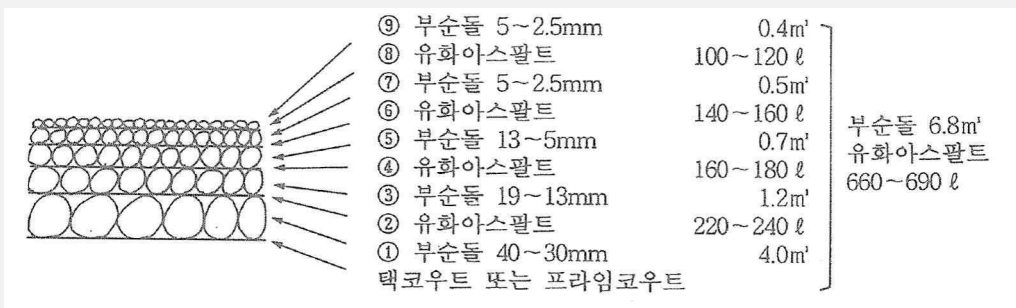 ⑨ 부순돌 5~2.5mm 0.4㎥
⑧ 유화아스팔트 100~120ℓ
⑦ 부순돌 5~2.5mm 0.5㎥
⑥ 유화아스팔트 140~160ℓ
⑤ 부순돌 13~5mm 0.7㎥
④ 유화아스팔트 160~180ℓ
③ 부순돌 19~13mm 1.2㎥
② 유화아스팔트 220~240ℓ
① 부순돌 40~30mm 4.0㎥
택코우트 또는 프라임코우트
부순돌 6.8㎥
유화아스팔트
660~690ℓ